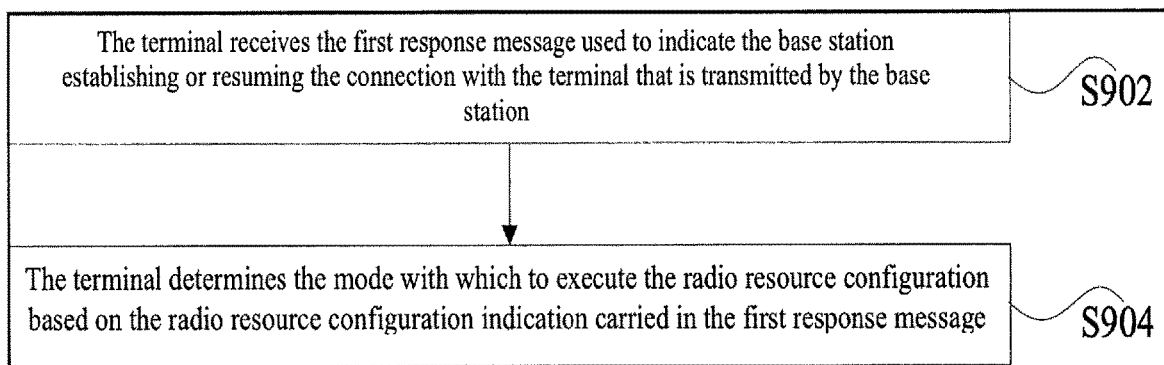 The terminal receives the first response message used to indicate the base station
establishing or resuming the connection with the terminal that is transmitted by the base
station
S902
The terminal determines the mode with which to execute the radio resource configuration
based on the radio resource configuration indication carried in the first response message
S904